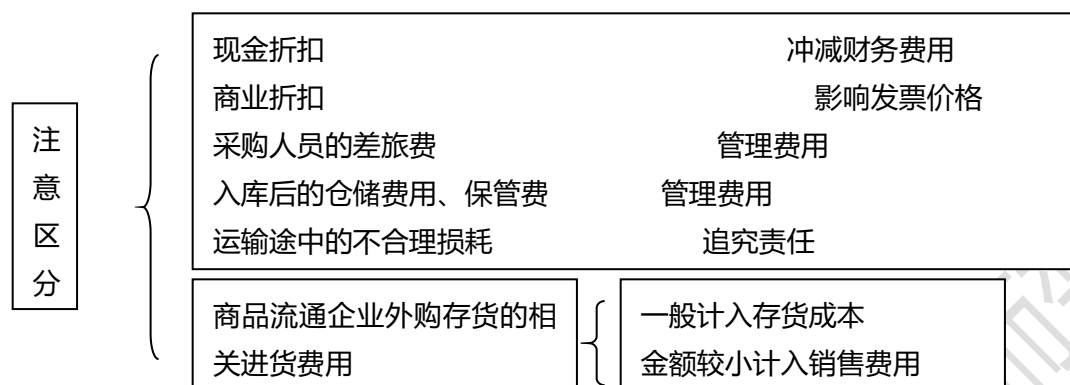 注意区分
现金折扣 冲减财务费用
商业折扣 影响发票价格
采购人员的差旅费 管理费用
入库后的仓储费用、保管费 管理费用
运输途中的不合理损耗 追究责任
商品流通企业外购存货的相
关进货费用
一般计入存货成本
金额较小计入销售费用